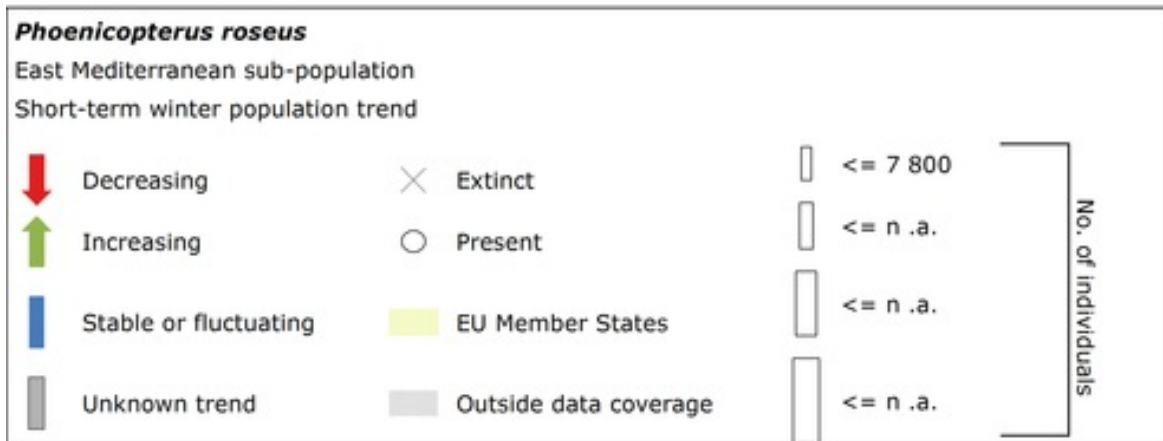 Phoenicopterus roseus
East Mediterranean sub-population
Short-term winter population trend
Decreasing
Extinct
<= 7 800
Increasing
Present
<= n .a.
Stable or fluctuating
EU Member States
<= n .a.
Unknown trend
Outside data coverage
<= n .a.
No. of individuals